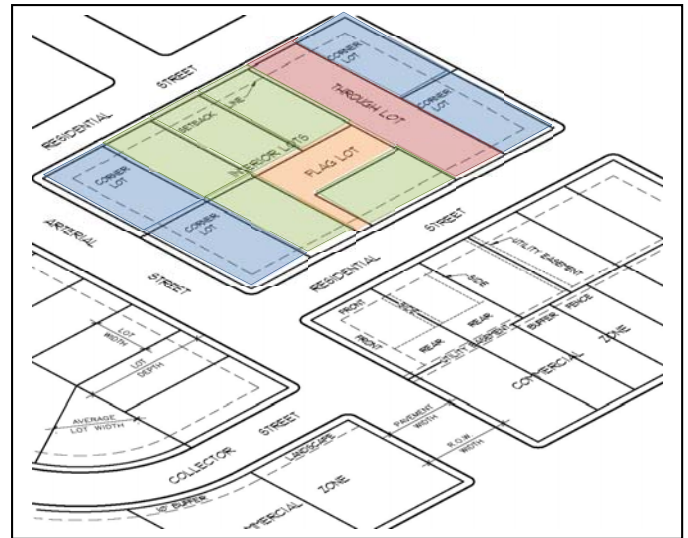 STREET
RESIDENTIAL
CORNER
LOT
CORNER
LOT
THROUGH LOT
SETBACK
LINE
INTERIOR LOTS
FLAG LOT
CORNER
LOT
CORNER
LOT
ARTERIAL
STREET
RESIDENTIAL
STREET
UTILITY EASEMENT
SIDE
FRONT
SIDE
FRONT
REAR
REAR
UTILITY EASEMENT
BUFFER
FENCE
COMMERCIAL
ZONE
LOT
WIDTH
LOT
DEPTH
AVERAGE
LOT WIDTH
PAVEMENT
WIDTH
R.O.W
WIDTH
COLLECTOR
STREET
LANDSCAPE
BUFFER
ZONE